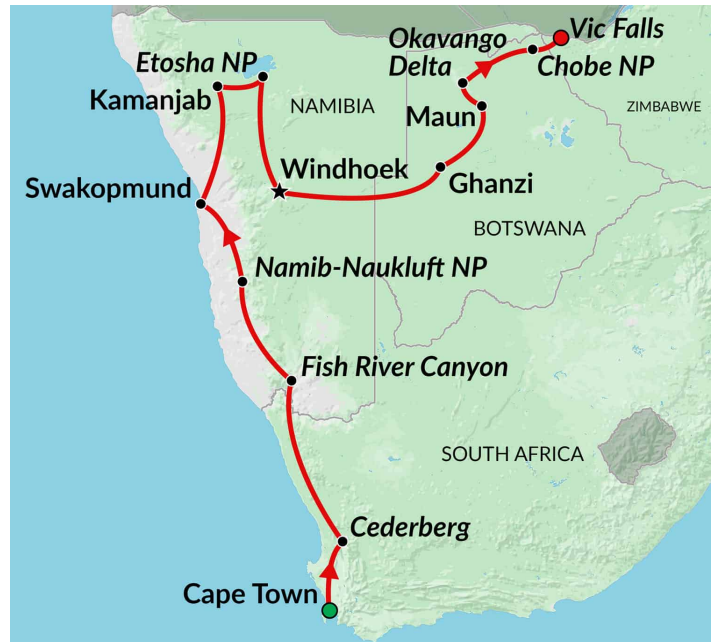 Vic Falls
Okavango
Delta
Chobe NP
Etosha NP
Kamanjab
NAMIBIA
Maun
ZIMBABWE
Windhoek
Ghanzi
Swakopmund
BOTSWANA
Namib-Naukluft NP
Fish River Canyon
SOUTH AFRICA
Cederberg
Cape Town